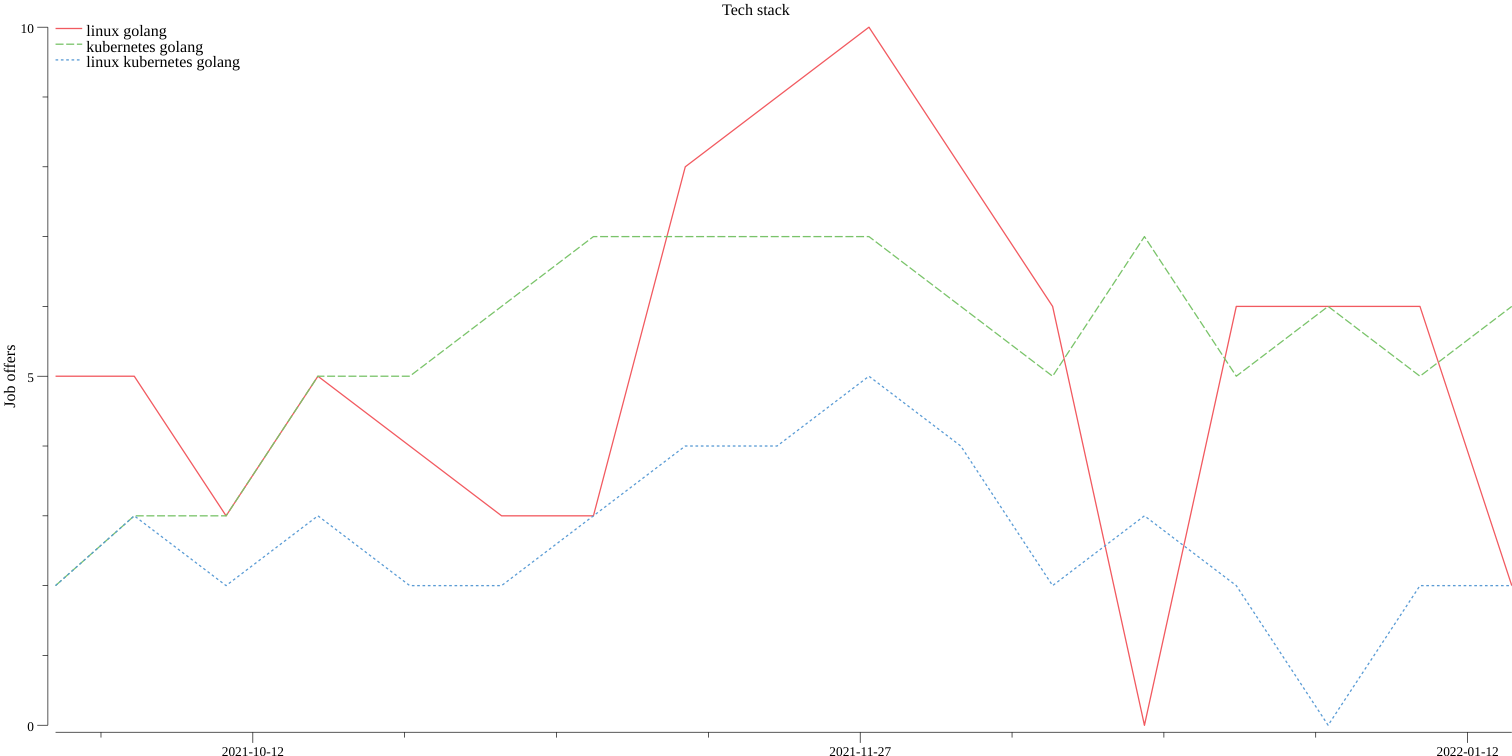 Tech stack
linux golang
kubernetes golang
linux kubernetes golang
Job offers
10
5
0
2021-10-12
2021-11-27
2022-01-12